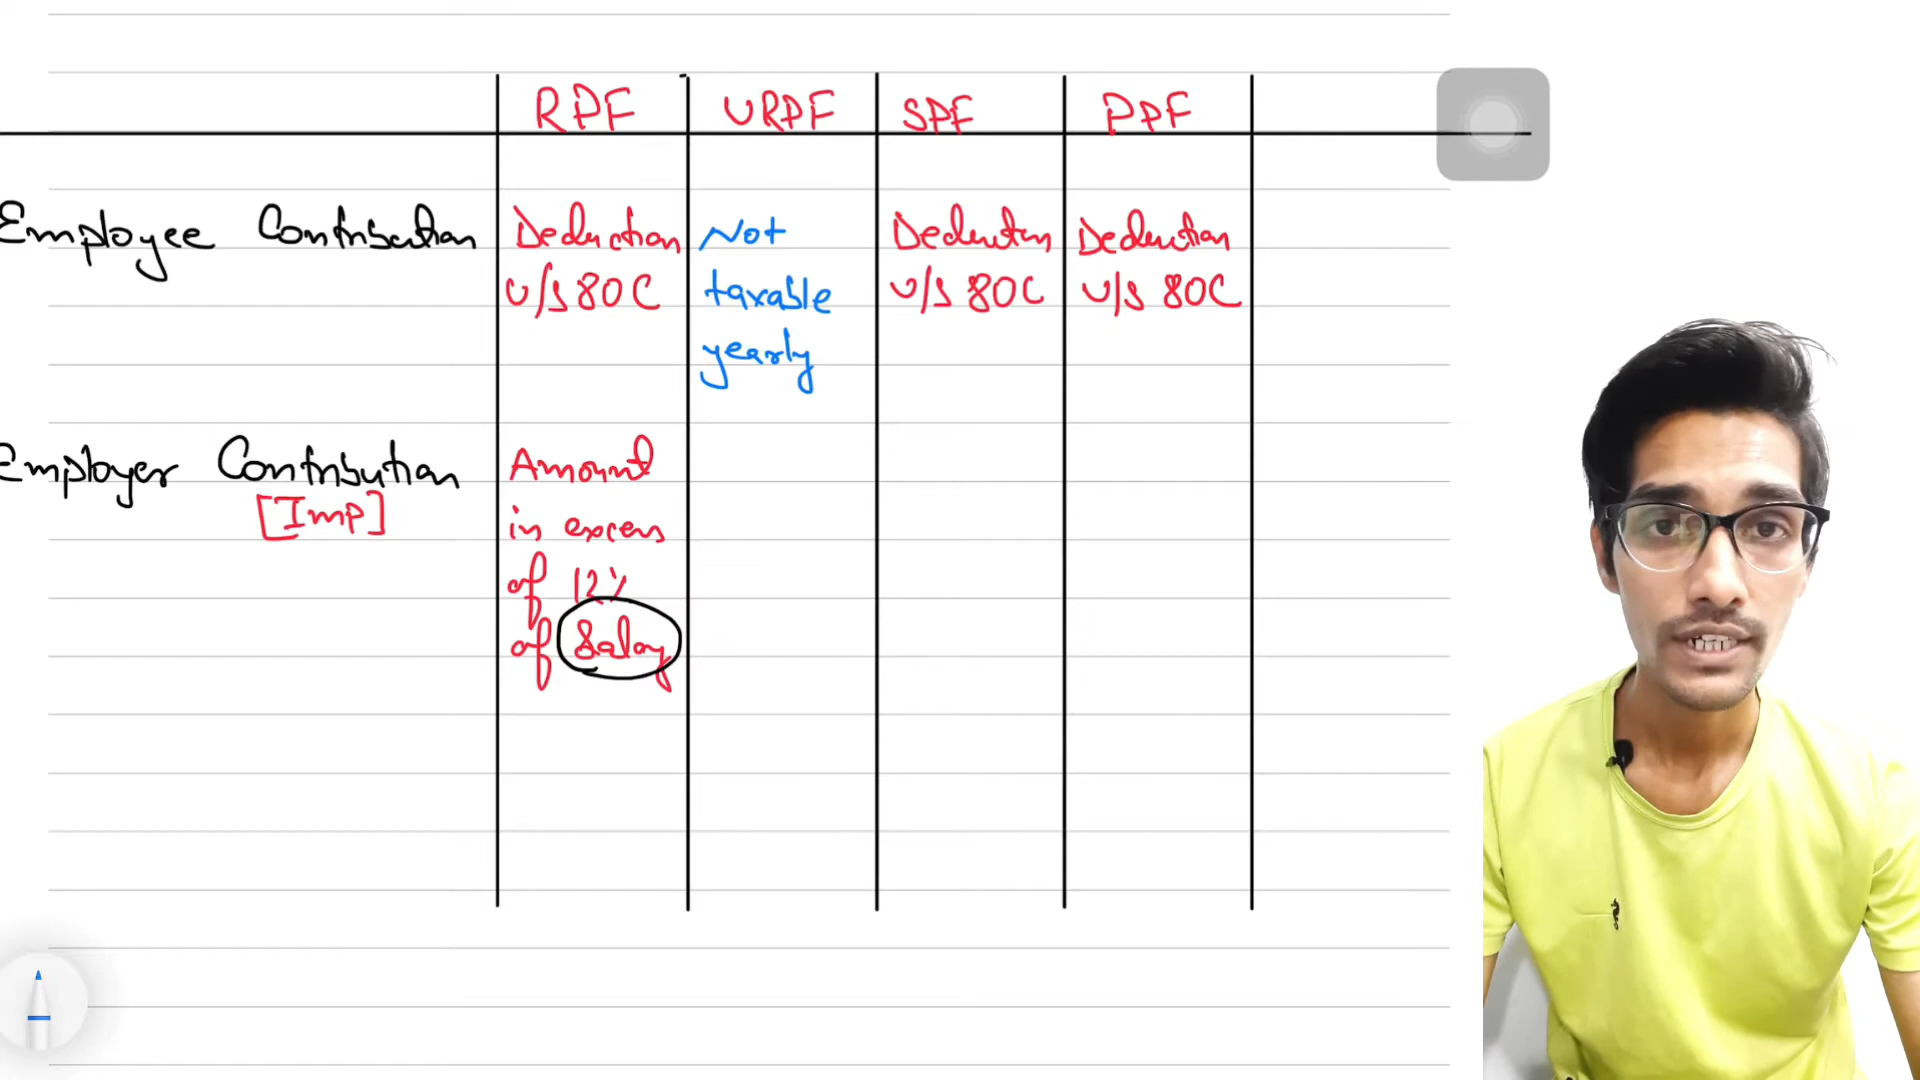 RPF URPF SPF PPF
Employee Contribution Deduction Not Deduction Deduction
u/s 80C taxable u/s 80C u/s 80C
yearly
Employer Contribution Amount
[Imp] in excess
of 12%
of Salary